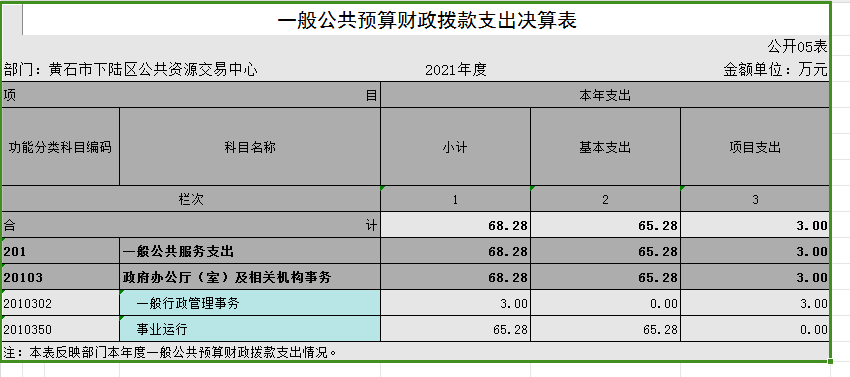 一般公共预算财政拨款支出决算表
公开05表
部门：黄石市下陆区公共资源交易中心 2021年度 金额单位：万元
项 目 本年支出
功能分类科目编码 科目名称 小计 基本支出 项目支出
栏次 1 2 3
合 计 68.28 65.28 3.00
201 一般公共服务支出 68.28 65.28 3.00
20103 政府办公厅（室）及相关机构事务 68.28 65.28 3.00
2010302 一般行政管理事务 3.00 0.00 3.00
2010350 事业运行 65.28 65.28 0.00
注：本表反映部门本年度一般公共预算财政拨款支出情况。